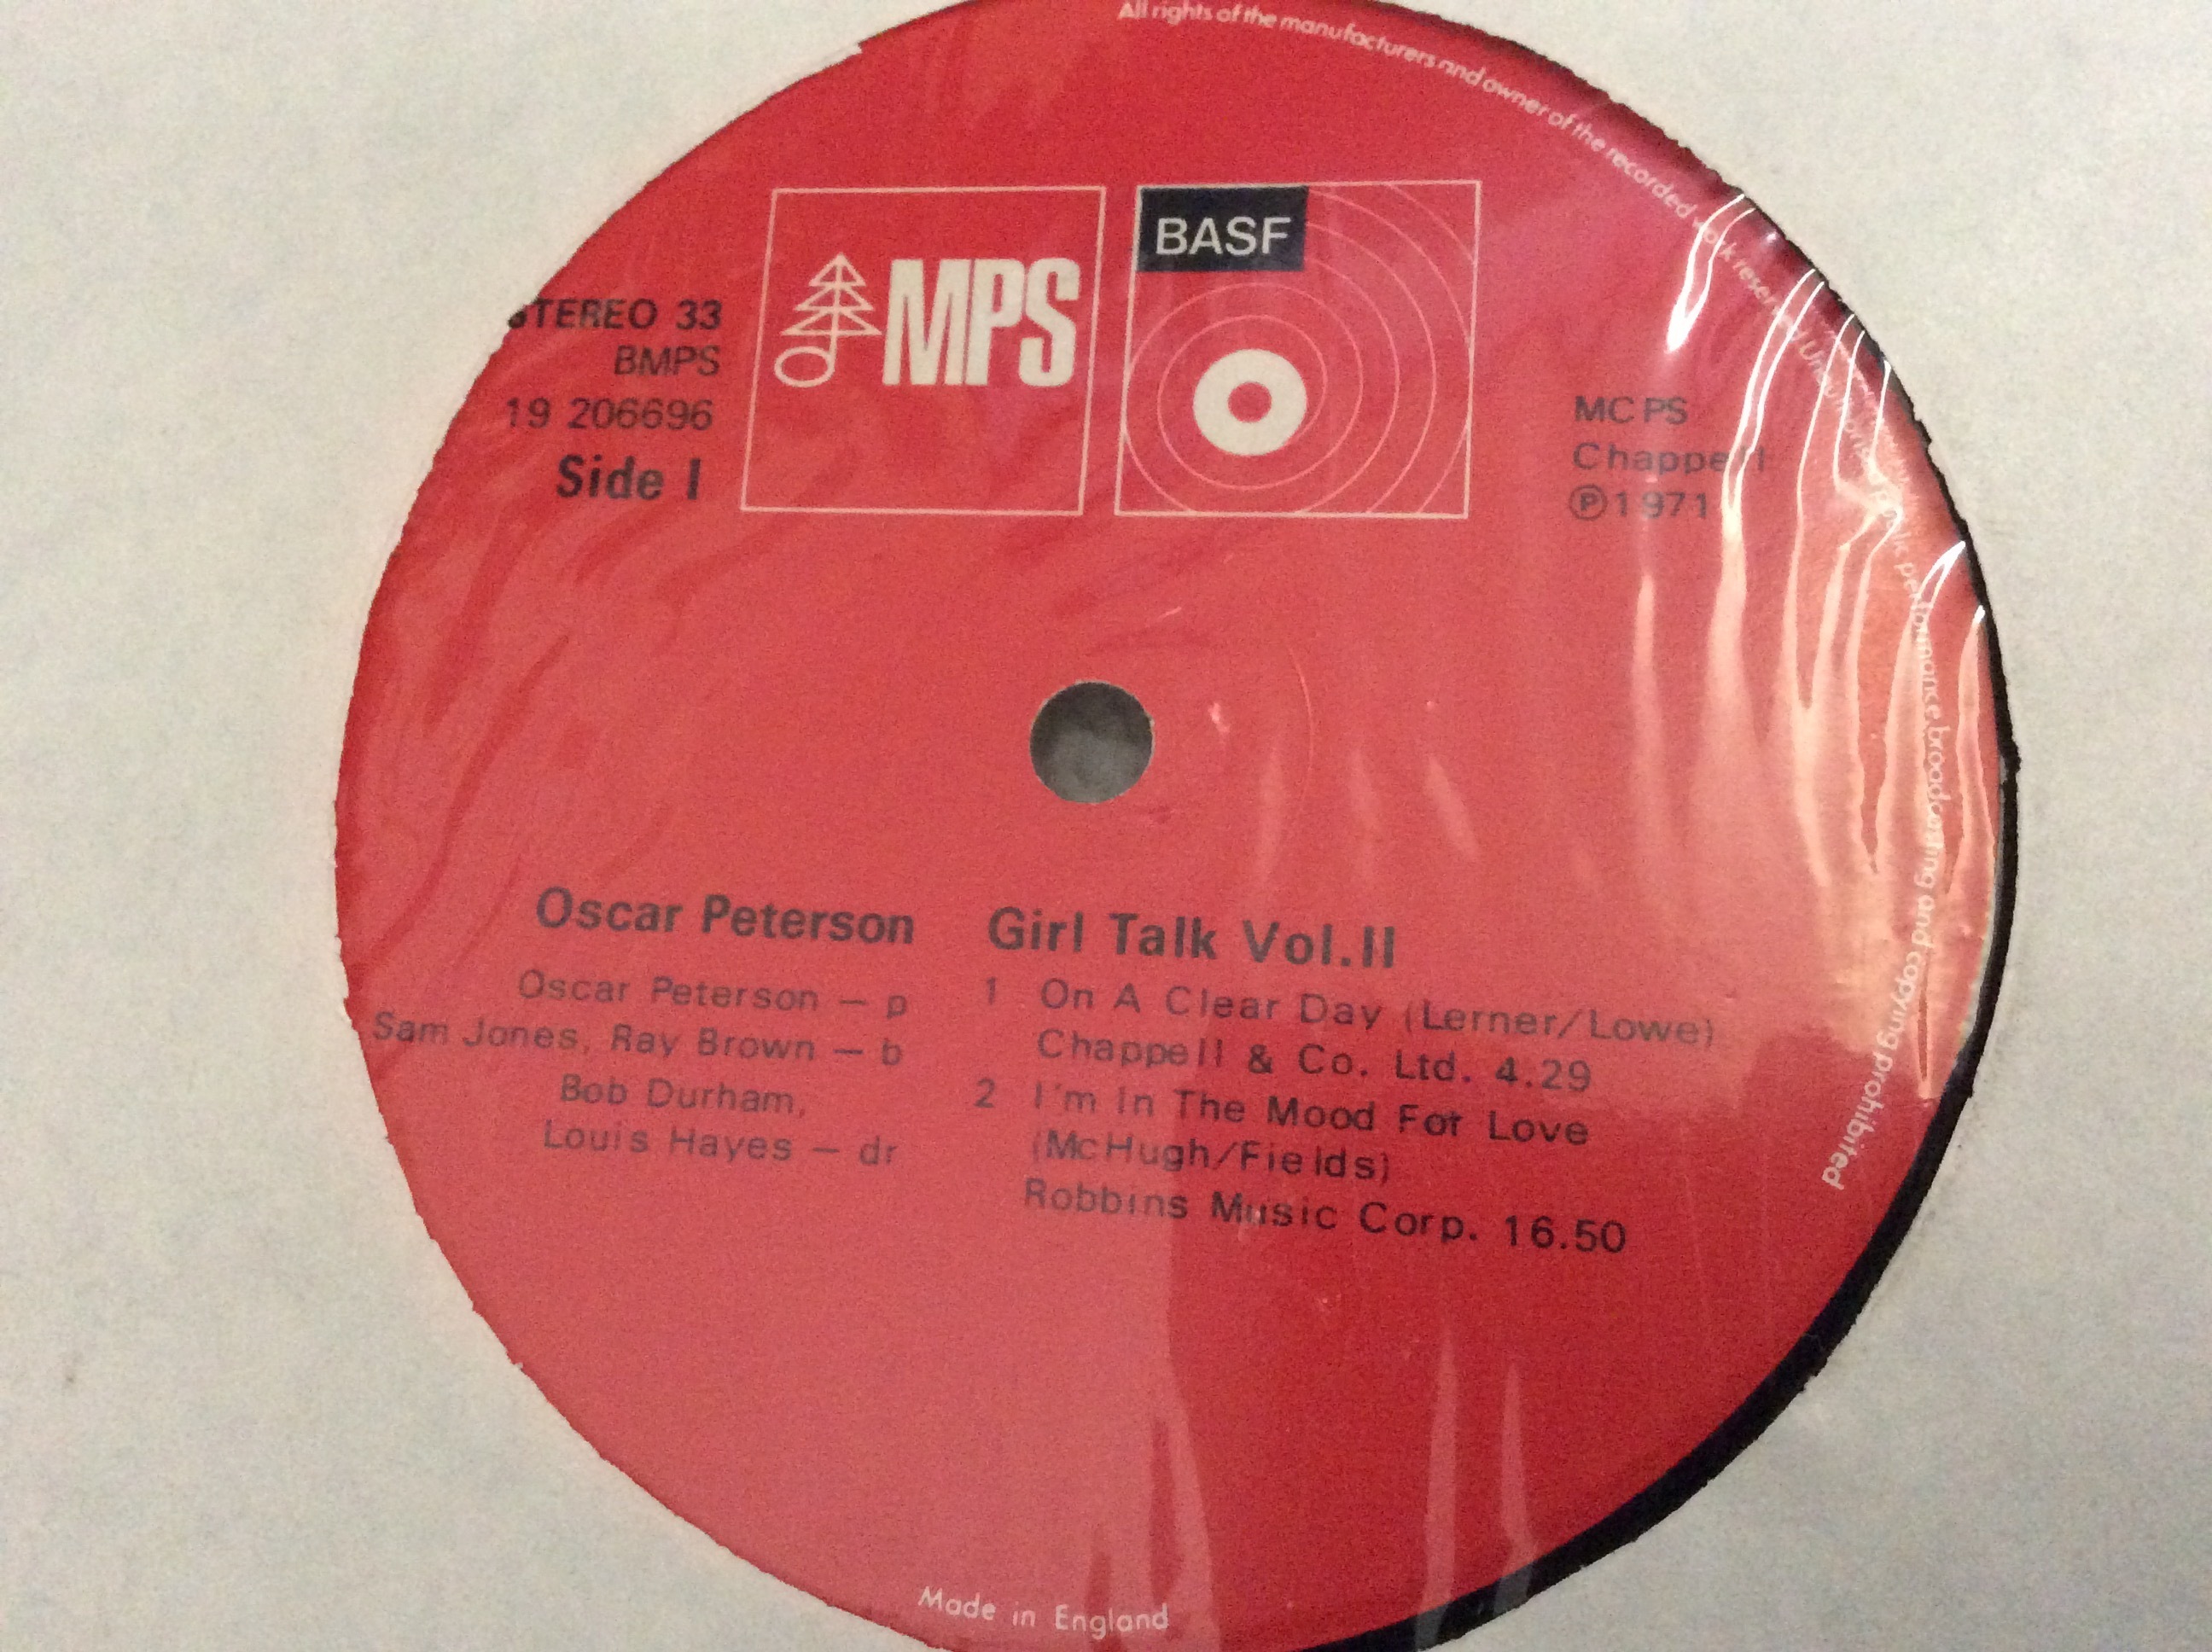 All rights of the manufacturers and owner of the recorded work reserved Unauthorised Public performance, broadcasting and copying prohibited
MPS
BASF
STEREO 33
BMPS
19 206696
Side I
MCPS
Chappell
℗1971
Oscar Peterson
Oscar Peterson – p
Sam Jones, Ray Brown – b
Bob Durham,
Louis Hayes – dr
Girl Talk Vol.II
1 On A Clear Day (Lerner/Lowe)
Chappell & Co. Ltd. 4.29
2 I'm In The Mood For Love
(McHugh/Fields)
Robbins Music Corp. 16.50
Made in England